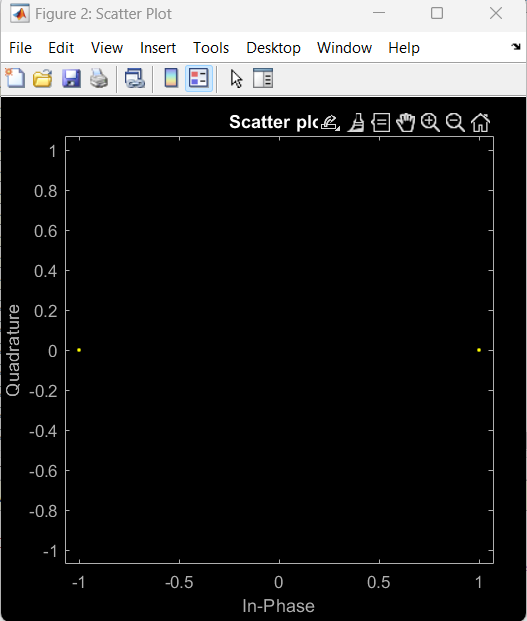 Figure 2: Scatter Plot
File Edit View Insert Tools Desktop Window Help
Scatter plo
1
0.8
0.6
0.4
0.2
0
-0.2
-0.4
-0.6
-0.8
-1
Quadrature
-1 -0.5 0 0.5 1
In-Phase